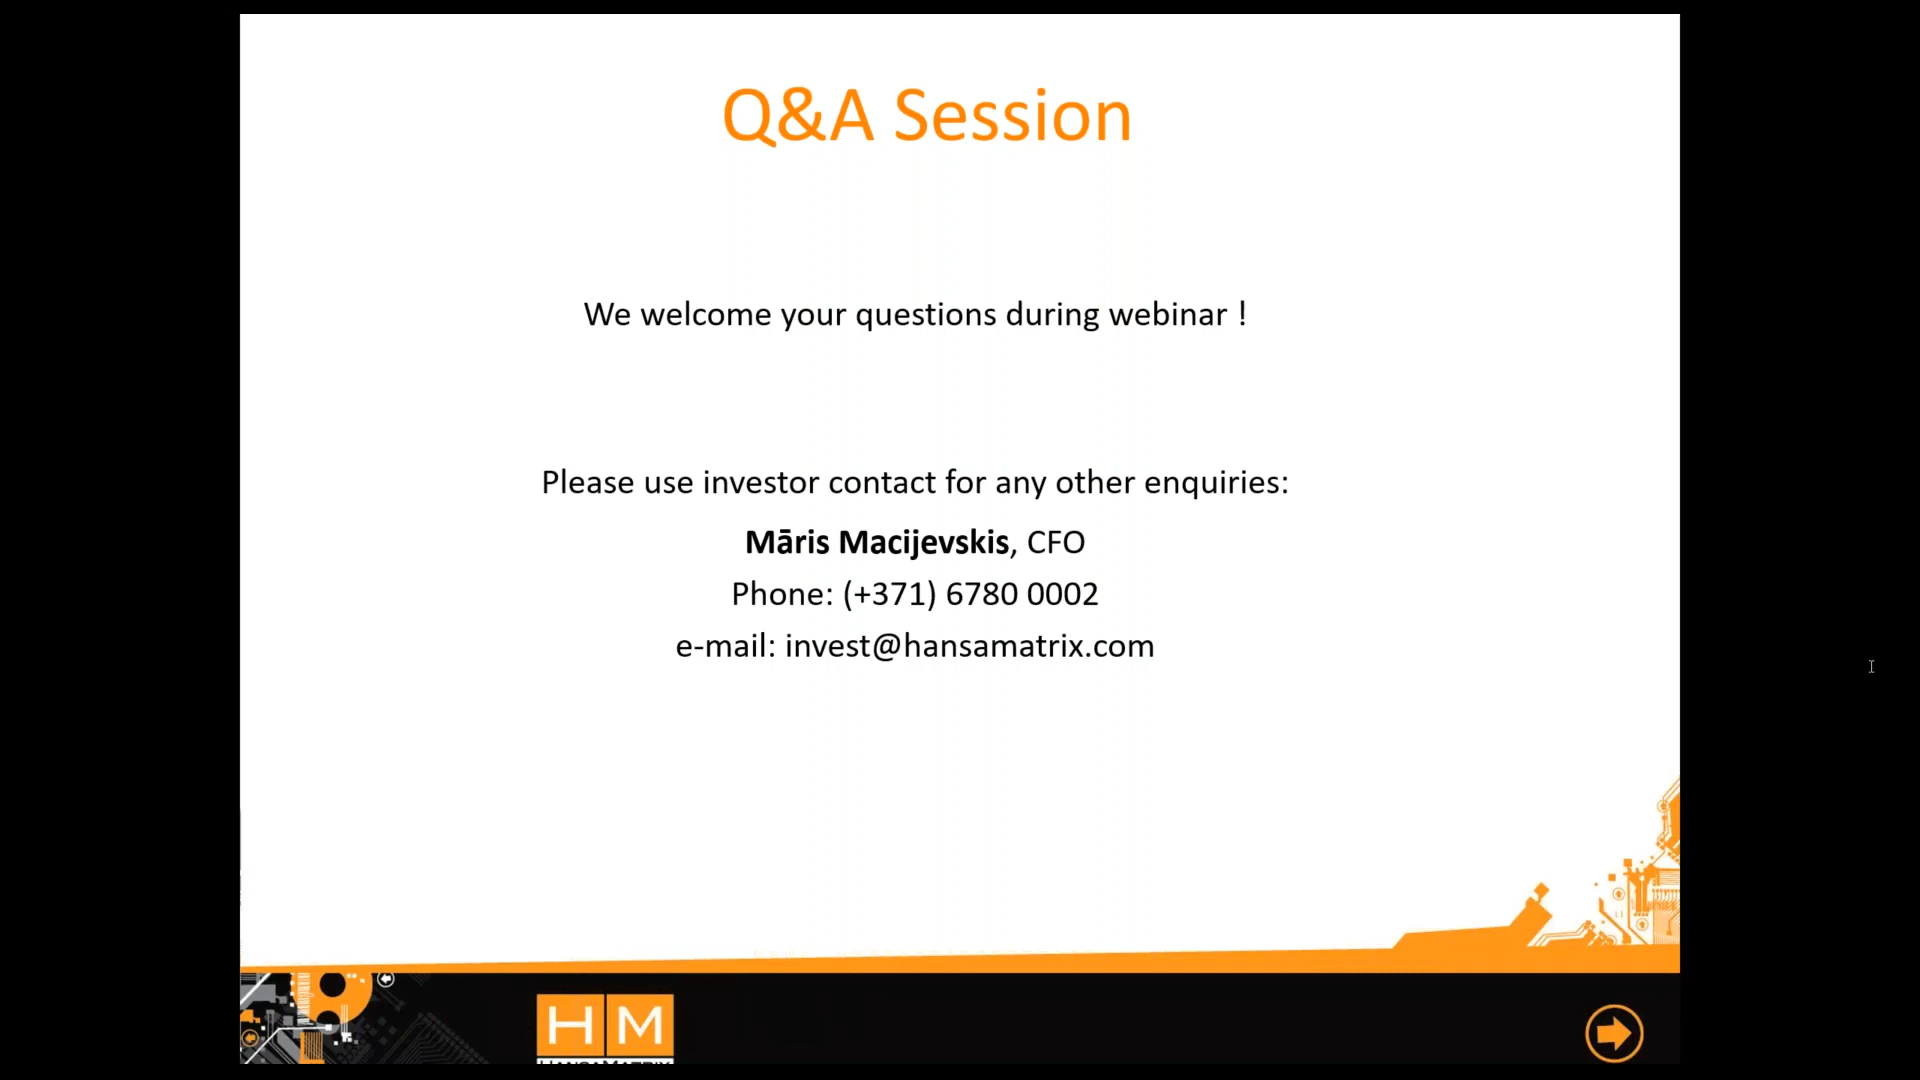 Q&A Session
We welcome your questions during webinar !
Please use investor contact for any other enquiries:
Māris Macijevskis, CFO
Phone: (+371) 6780 0002
e-mail: invest@hansamatrix.com
HM
HANSAMATRIX